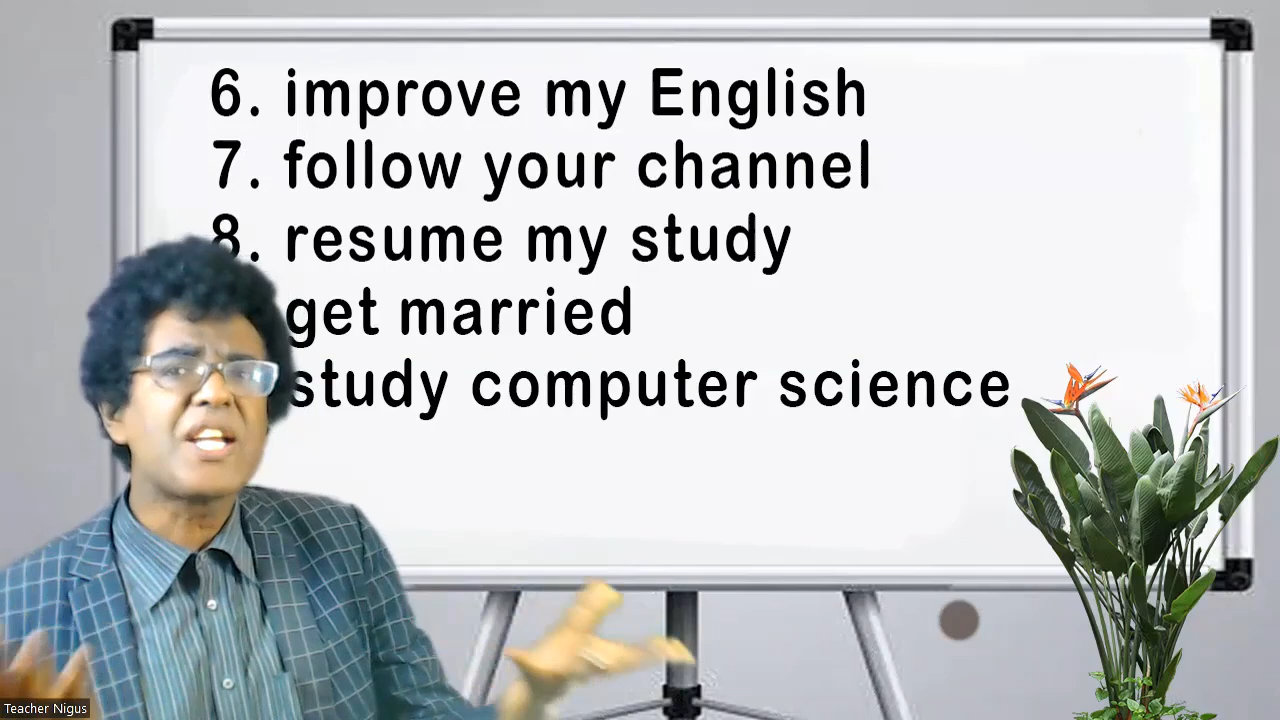 6. improve my English
7. follow your channel
8. resume my study
get married
study computer science
Teacher Nigus